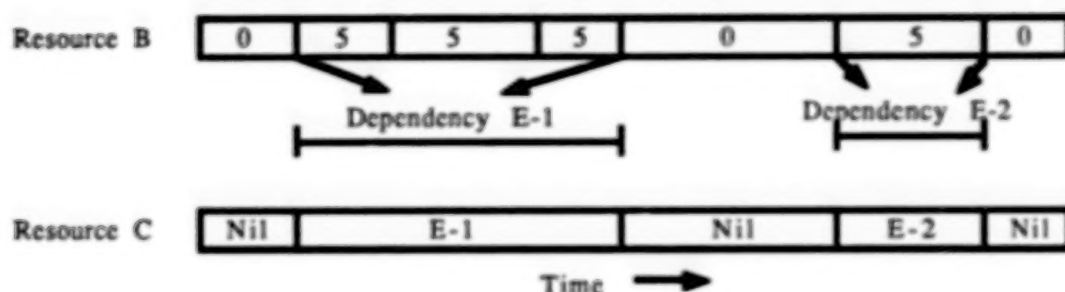 Resource B 0 5 5 5 0 5 0
Dependency E-1 Dependency E-2
Resource C Nil E-1 Nil E-2 Nil
Time